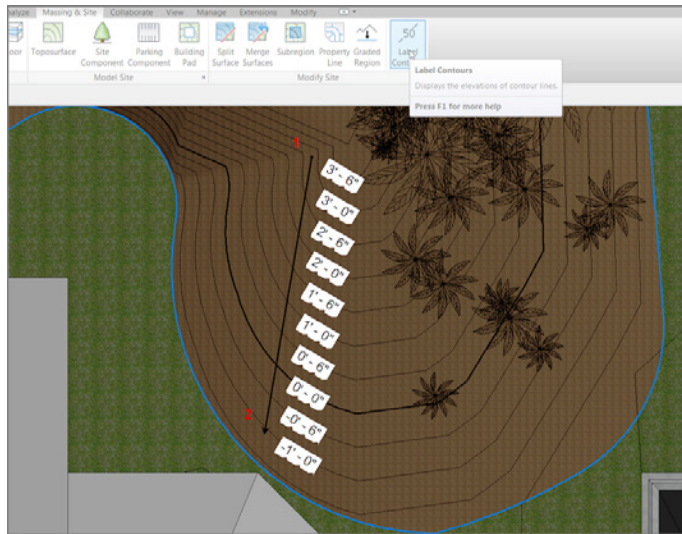 Massing & Site Collaborate View Manage Extensions Modify
Toposurface
Site Component
Parking Component
Building Pad
Split Surface
Merge Surfaces
Subregion
Property Line
Graded Region
50
Label
Model Site
Modify Site
Label Contours
Displays the elevations of contour lines.
Press F1 for more help
1
3' - 6"
3' - 0"
2' - 6"
2' - 0"
1' - 6"
1' - 0"
0' - 6"
0' - 0"
2
-0' - 6"
-1' - 0"